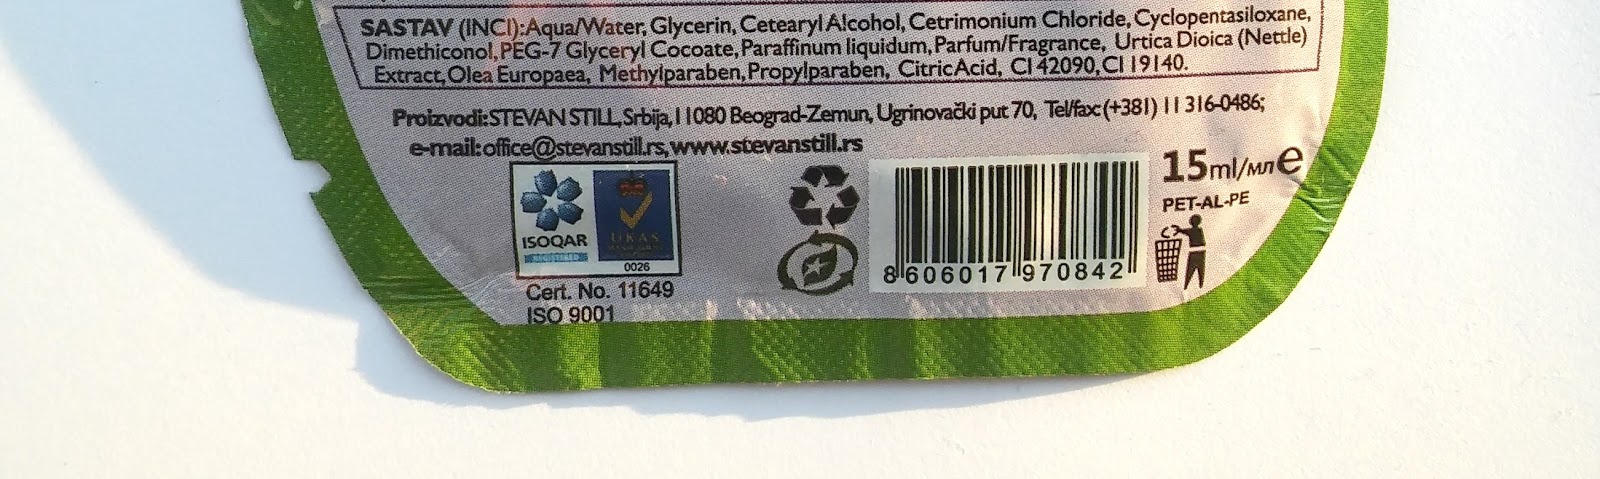 SASTAV (INCI):Aqua/Water, Glycerin, Cetearyl Alcohol, Cetrimonium Chloride, Cyclopentasiloxane,
Dimethiconol, PEG-7 Glyceryl Cocoate, Paraffinum liquidum, Parfum/Fragrance, Urtica Dioica (Nettle)
Extract, Olea Europaea, Methylparaben, Propylparaben, Citric Acid, CI 42090, CI 19140.
Proizvodi: STEVAN STILL, Srbija, 11080 Beograd-Zemun, Ugrinovački put 70, Tel/fax: (+381) 11 316-0486;
e-mail: office@stevanstill.rs, www.stevanstill.rs
ISOQAR
REGISTERED
UKAS
0026
Cert. No. 11649
ISO 9001
8 606017 970842
15ml/мл e
PET-AL-PE